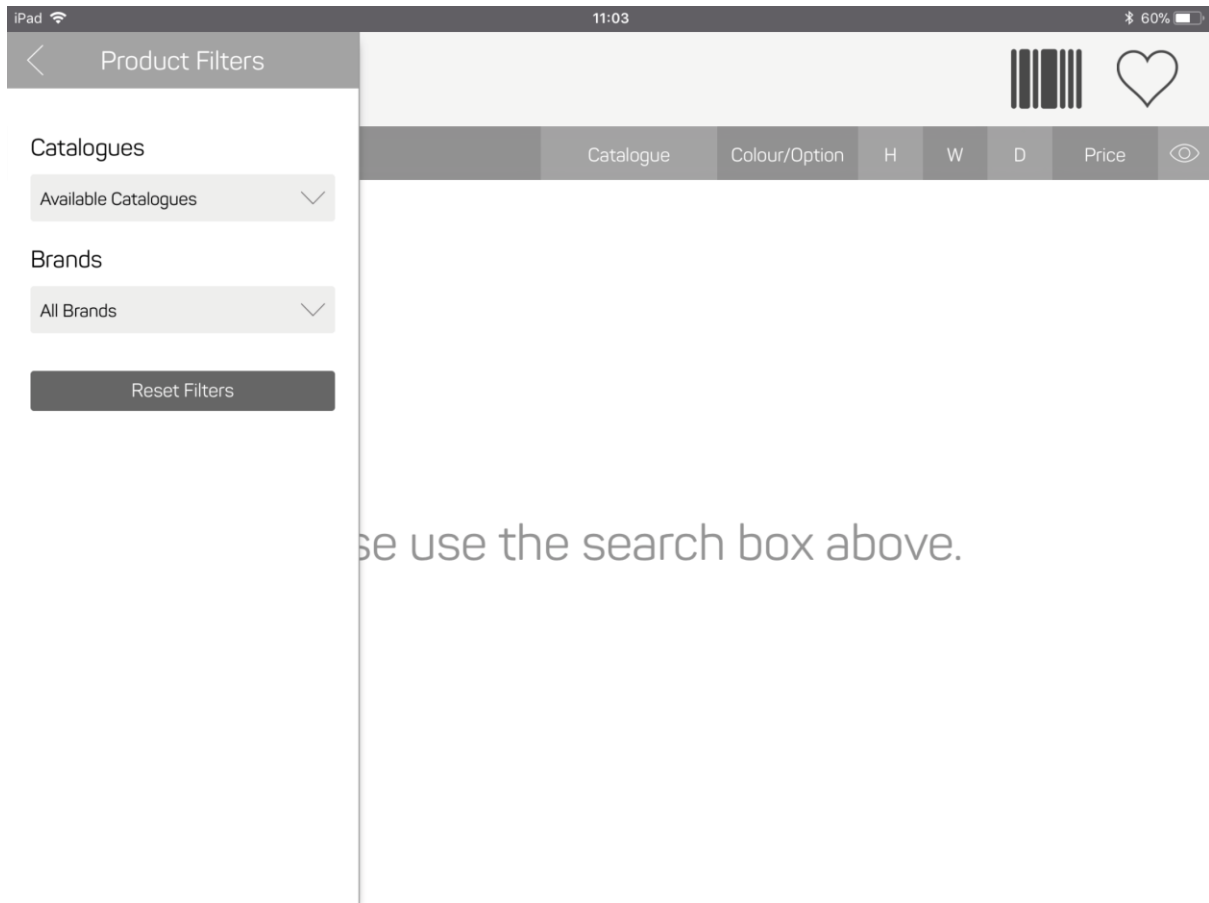 iPad 11:03 60%
Product Filters
Catalogues
Available Catalogues
Brands
All Brands
Reset Filters
Catalogue Colour/Option H W D Price
se use the search box above.